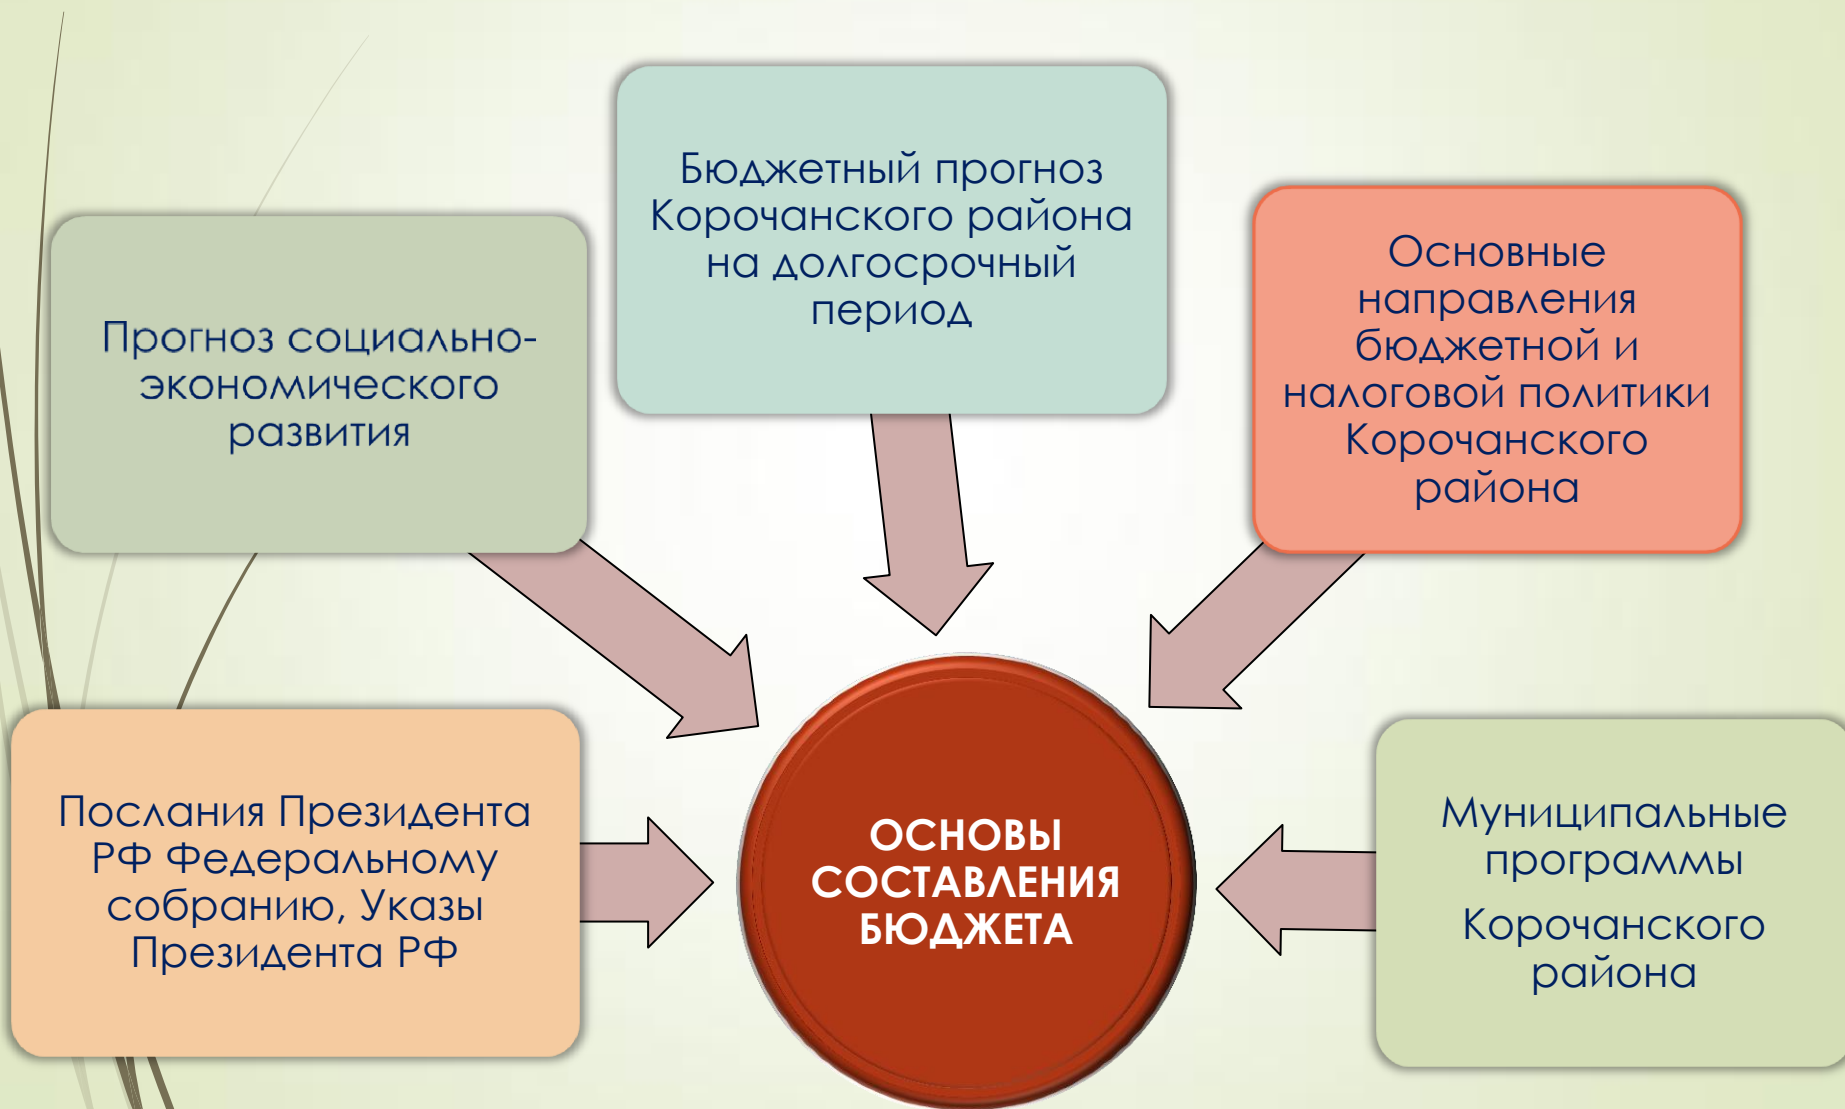 Бюджетный прогноз
Корочанского района
на долгосрочный
период
Прогноз социально-
экономического
развития
Основные
направления
бюджетной и
налоговой политики
Корочанского
района
Послания Президента
РФ Федеральному
собранию, Указы
Президента РФ
ОСНОВЫ
СОСТАВЛЕНИЯ
БЮДЖЕТА
Муниципальные
программы
Корочанского
района